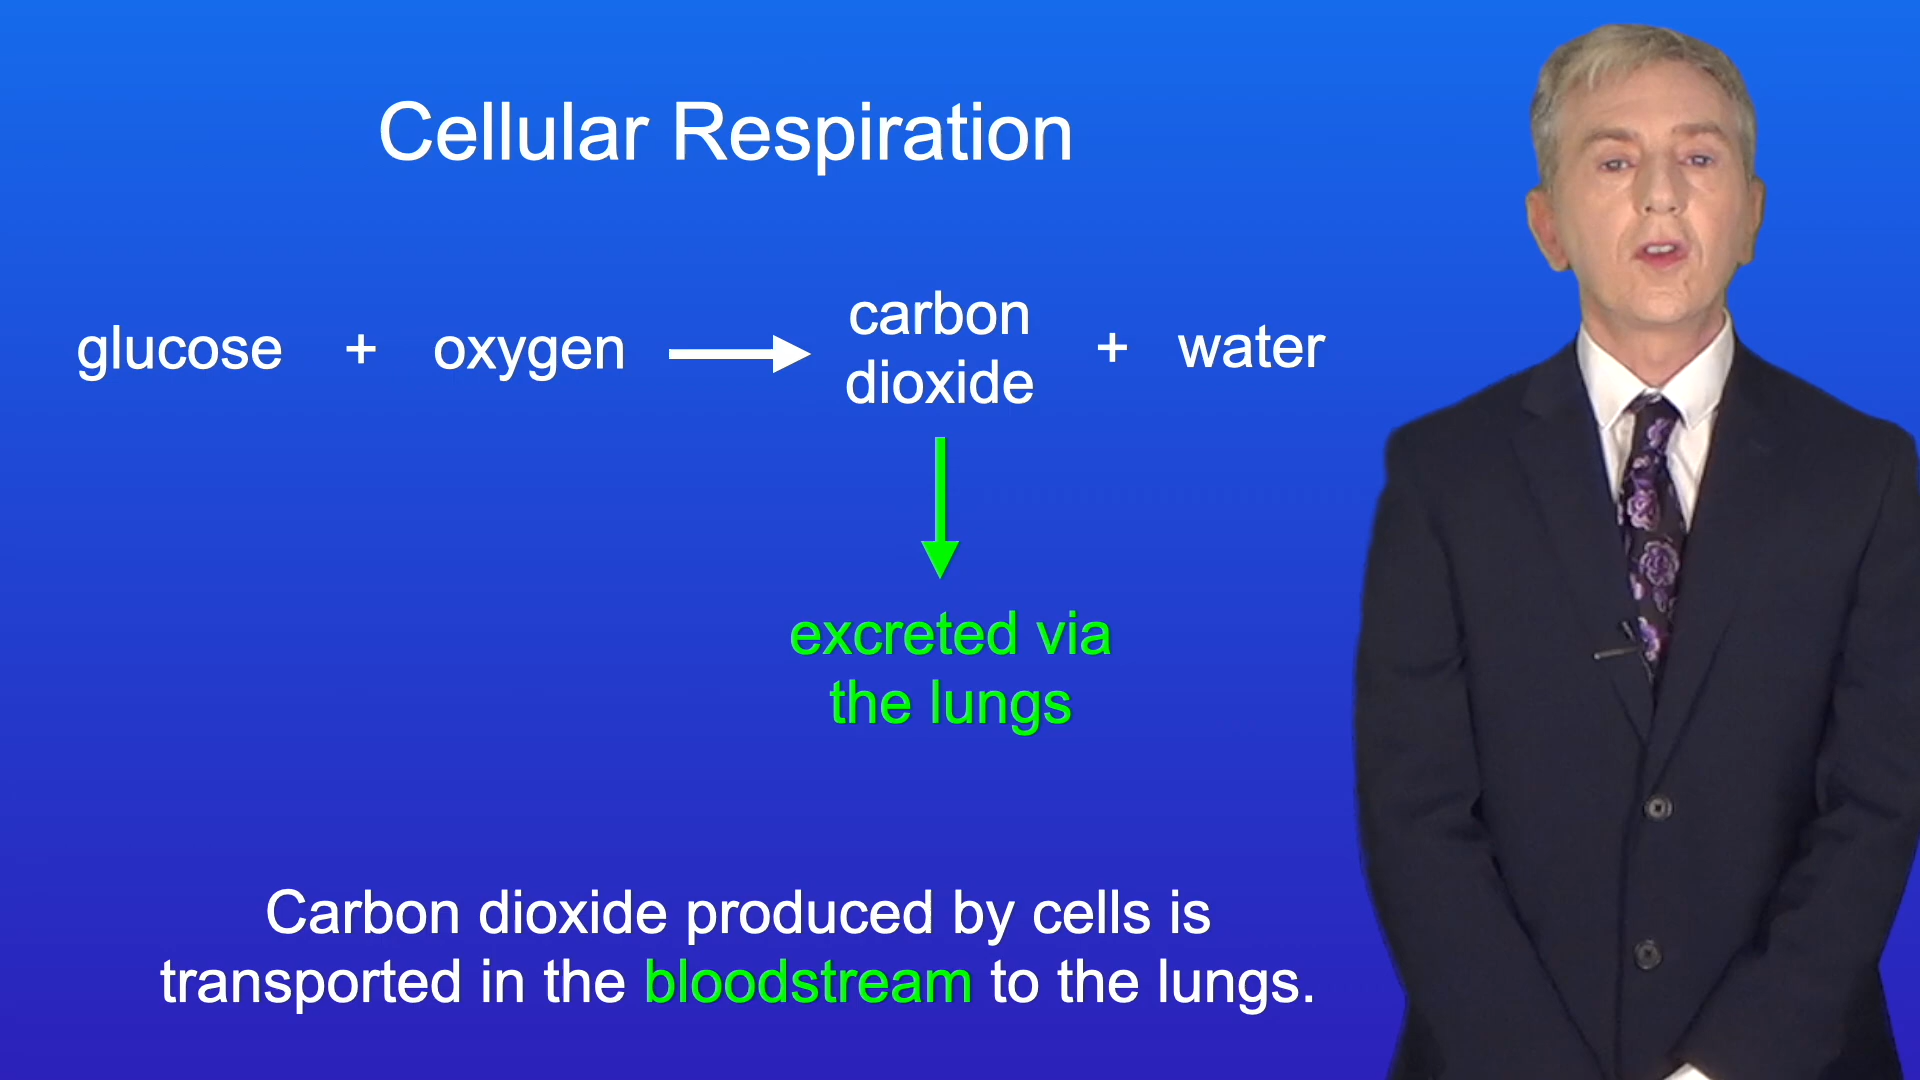 Cellular Respiration
glucose + oxygen → carbon dioxide + water
excreted via
the lungs
Carbon dioxide produced by cells is
transported in the bloodstream to the lungs.